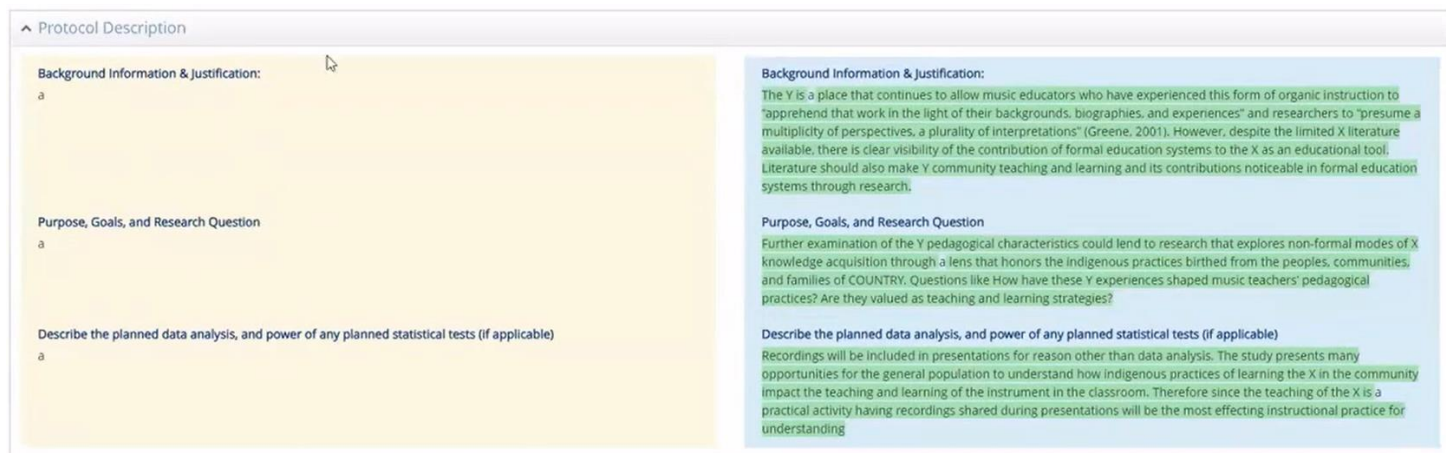 Protocol Description
Background Information & Justification:
a
Purpose, Goals, and Research Question
a
Describe the planned data analysis, and power of any planned statistical tests (if applicable)
a
Background Information & Justification:
The Y is a place that continues to allow music educators who have experienced this form of organic instruction to
"apprehend that work in the light of their backgrounds, biographies, and experiences" and researchers to "presume a
multiplicity of perspectives, a plurality of interpretations" (Greene, 2001). However, despite the limited X literature
available, there is clear visibility of the contribution of formal education systems to the X as an educational tool.
Literature should also make Y community teaching and learning and its contributions noticeable in formal education
systems through research.
Purpose, Goals, and Research Question
Further examination of the Y pedagogical characteristics could lend to research that explores non-formal modes of X
knowledge acquisition through a lens that honors the indigenous practices birthed from the peoples, communities,
and families of COUNTRY. Questions like How have these Y experiences shaped music teachers' pedagogical
practices? Are they valued as teaching and learning strategies?
Describe the planned data analysis, and power of any planned statistical tests (if applicable)
Recordings will be included in presentations for reason other than data analysis. The study presents many
opportunities for the general population to understand how indigenous practices of learning the X in the community
impact the teaching and learning of the instrument in the classroom. Therefore since the teaching of the X is a
practical activity having recordings shared during presentations will be the most effecting instructional practice for
understanding